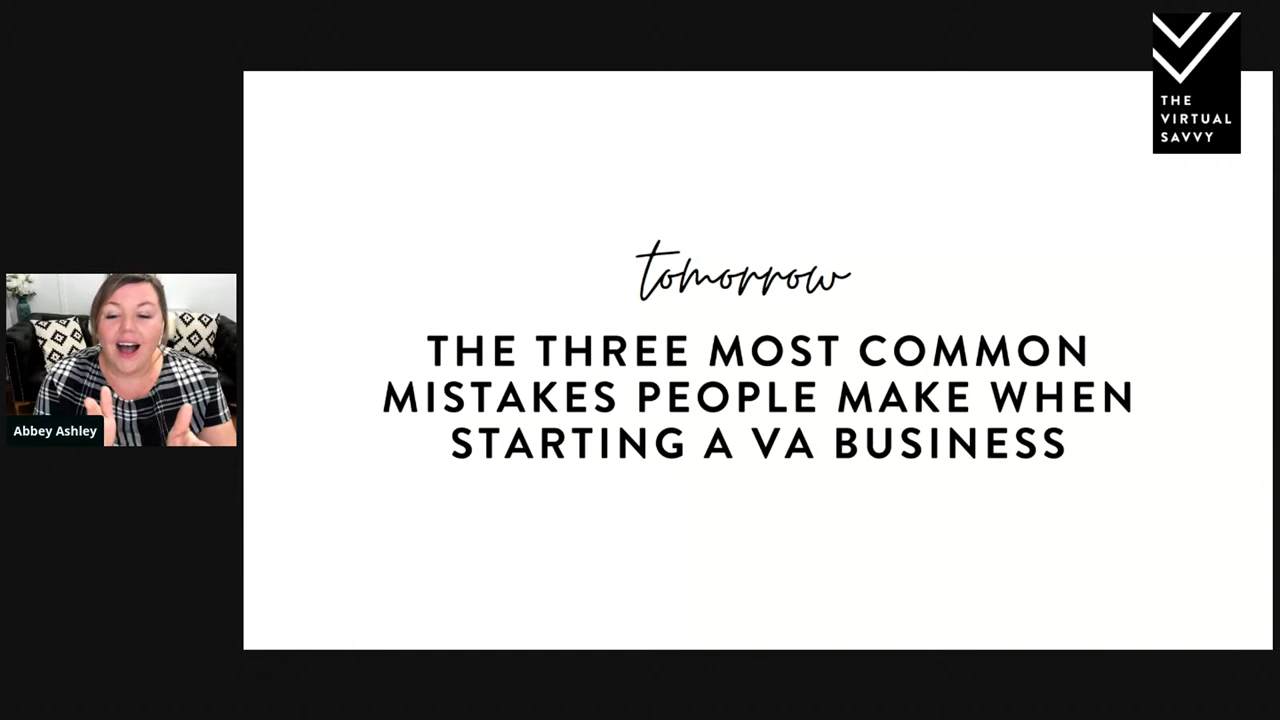 THE
VIRTUAL
SAVVY
tomorrow
THE THREE MOST COMMON
MISTAKES PEOPLE MAKE WHEN
STARTING A VA BUSINESS
Abbey Ashley